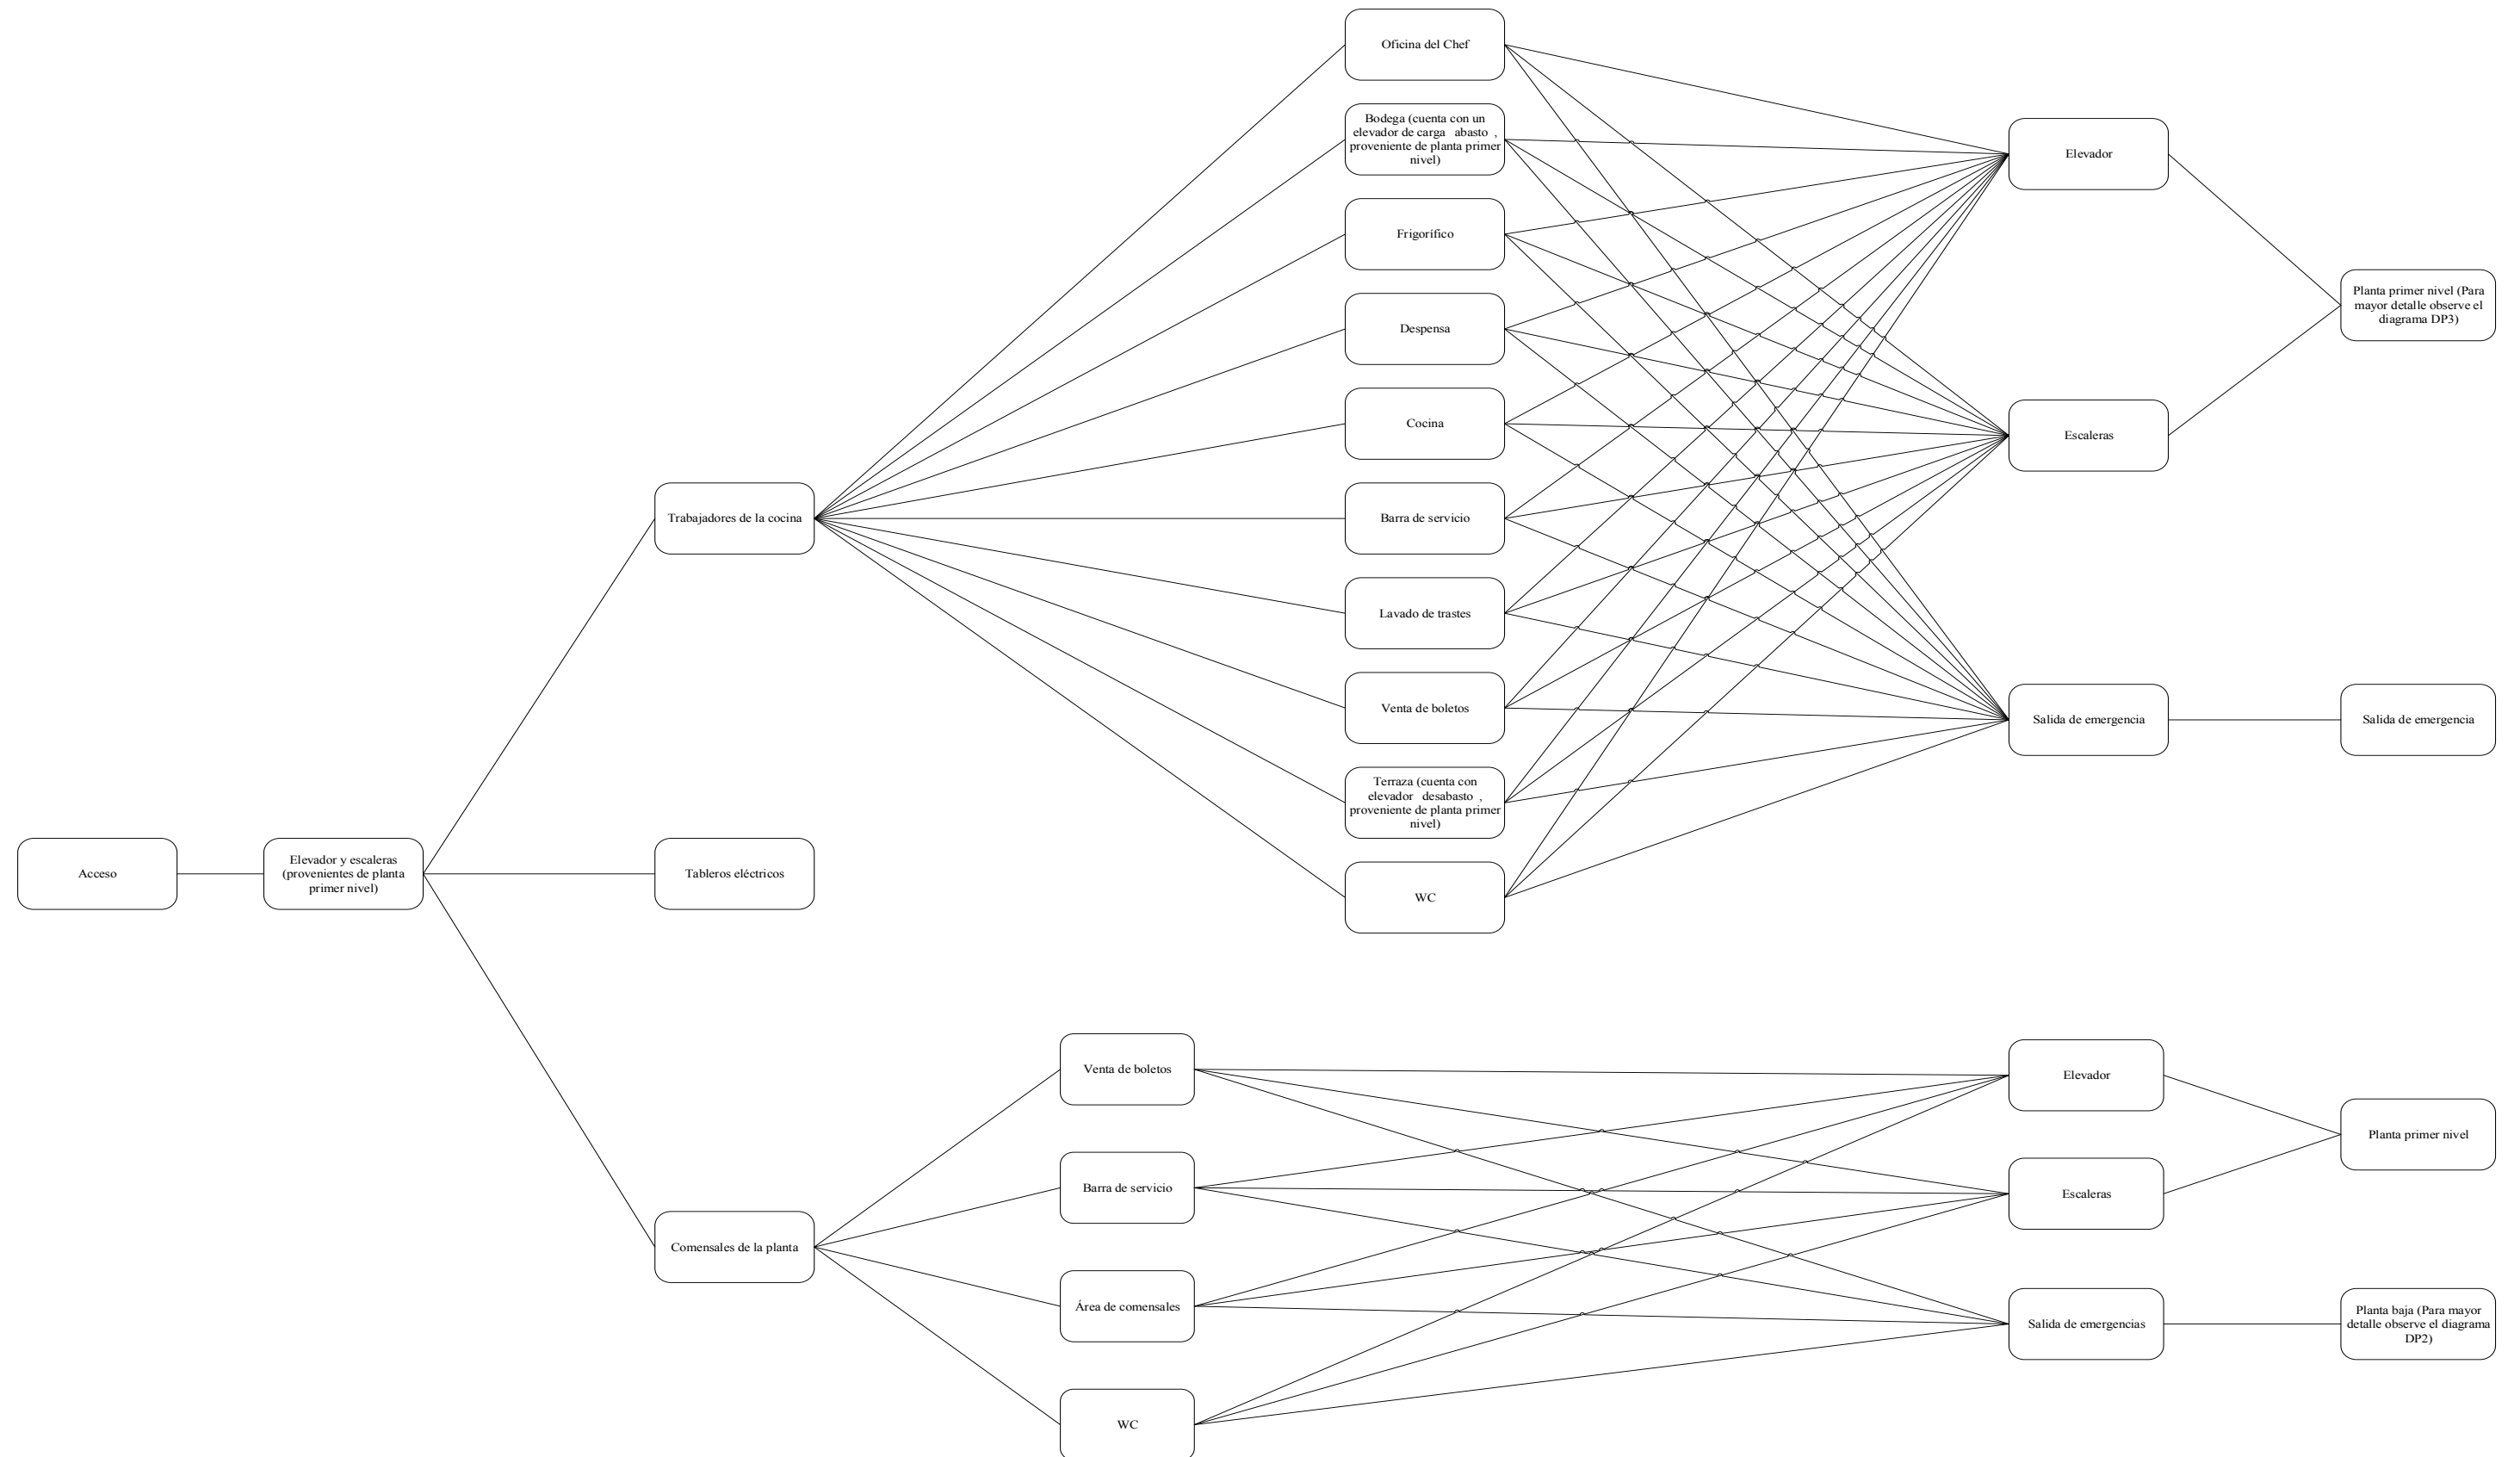 Oficina del Chef
Bodega (cuenta con un
elevador de carga abasto ,
proveniente de planta primer
nivel)
Elevador
Frigorífico
Planta primer nivel (Para
mayor detalle observe el
diagrama DP3)
Despensa
Cocina
Escaleras
Trabajadores de la cocina
Barra de servicio
Lavado de trastes
Venta de boletos
Salida de emergencia
Salida de emergencia
Terraza (cuenta con
elevador desabasto ,
proveniente de planta primer
nivel)
Acceso
Elevador y escaleras
(provenientes de planta
primer nivel)
Tableros eléctricos
WC
Venta de boletos
Elevador
Planta primer nivel
Barra de servicio
Escaleras
Comensales de la planta
Área de comensales
Salida de emergencias
Planta baja (Para mayor
detalle observe el diagrama
DP2)
WC